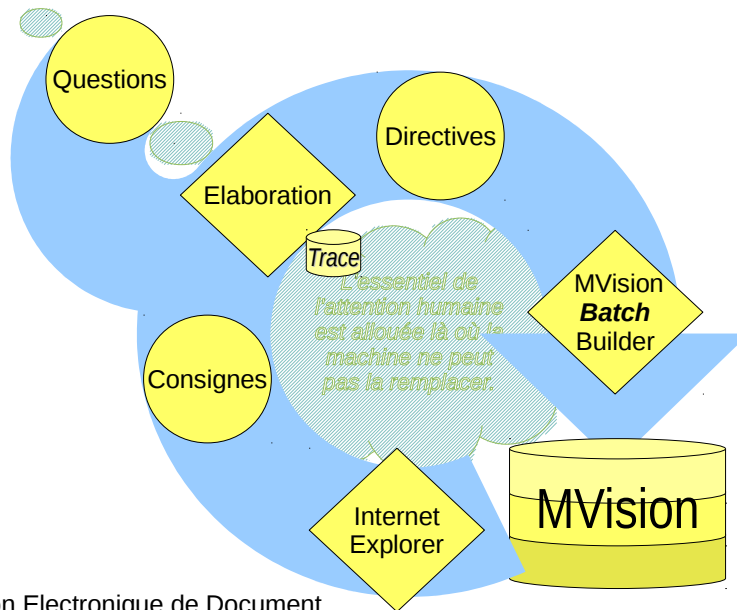 Questions
Directives
Elaboration
Trace
L'essentiel de
l'attention humaine
est allouée là où la
machine ne peut
pas la remplacer.
MVision
Batch
Builder
Consignes
Internet
Explorer
MVision
Electronique de Document